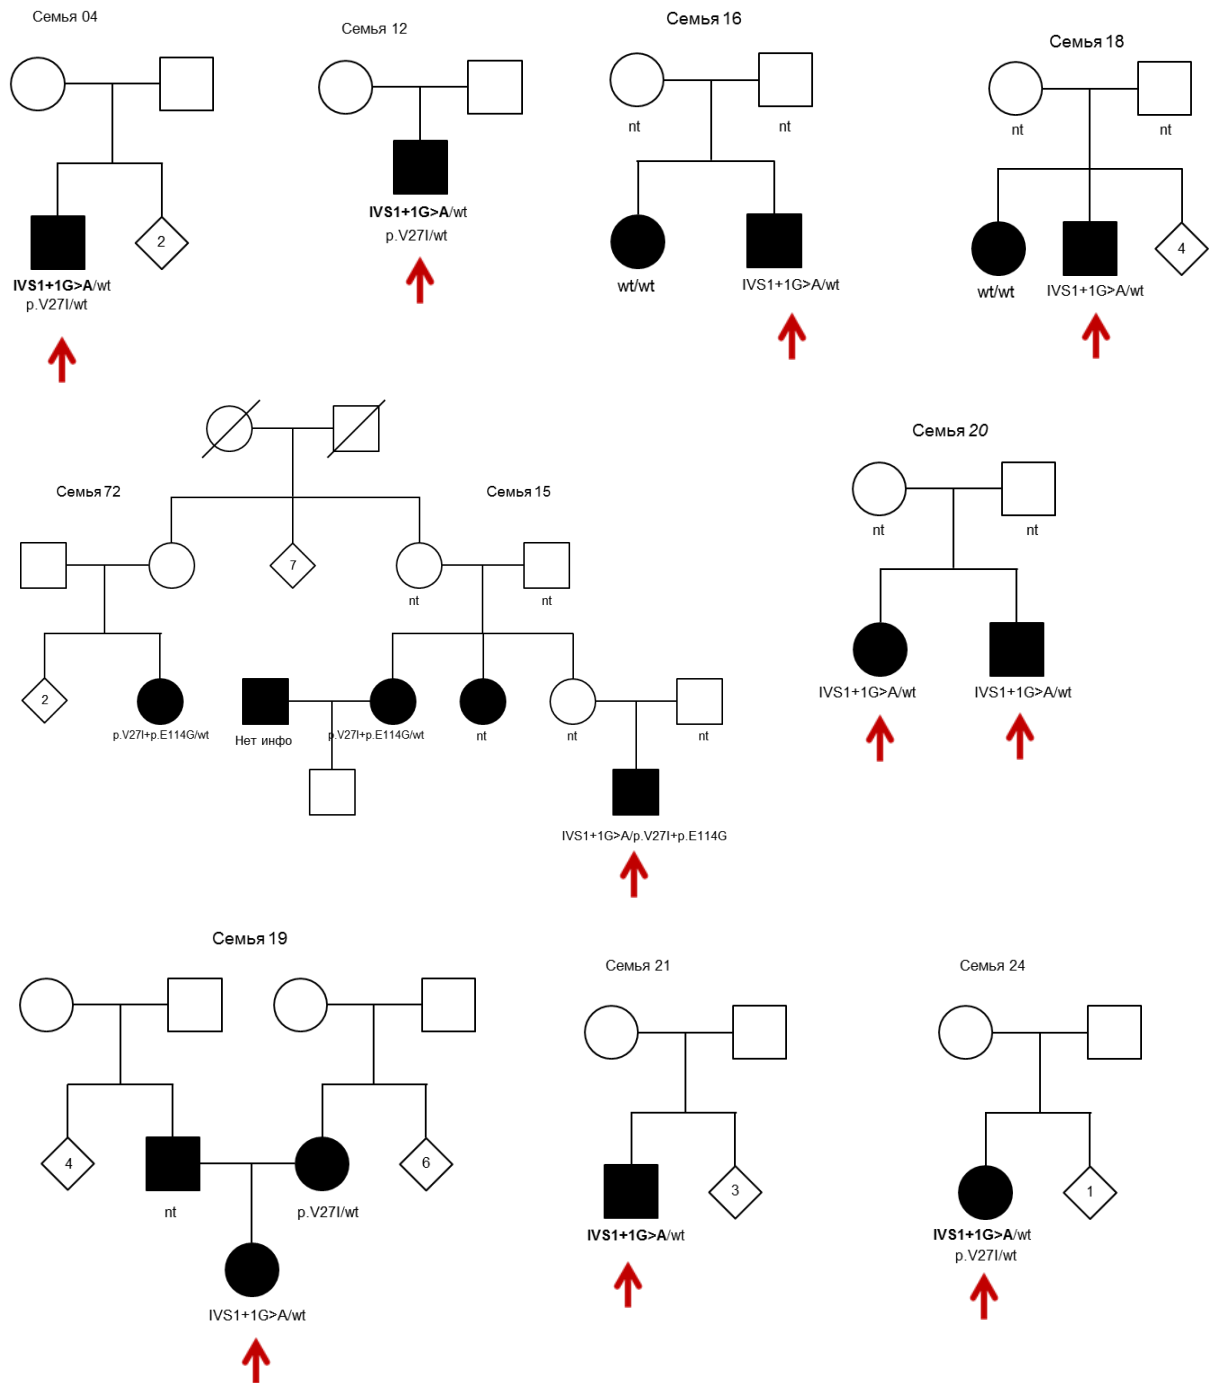 Семья 04
Семья 12
Семья 16
Семья 18
nt
nt
nt
nt
IVS1+1G>A/wt
p.V27I/wt
2
IVS1+1G>A/wt
p.V27I/wt
wt/wt
IVS1+1G>A/wt
wt/wt
IVS1+1G>A/wt
4
Семья 72
Семья 15
Семья 20
7
nt
nt
nt
nt
2
p.V27I+p.E114G/wt
Нет инфо
p.V27I+p.E114G/wt
nt
nt
nt
IVS1+1G>A/p.V27I+p.E114G
IVS1+1G>A/wt
IVS1+1G>A/wt
Семья 19
Семья 21
Семья 24
4
nt
p.V27I/wt
6
IVS1+1G>A/wt
IVS1+1G>A/wt
3
IVS1+1G>A/wt
p.V27I/wt
1